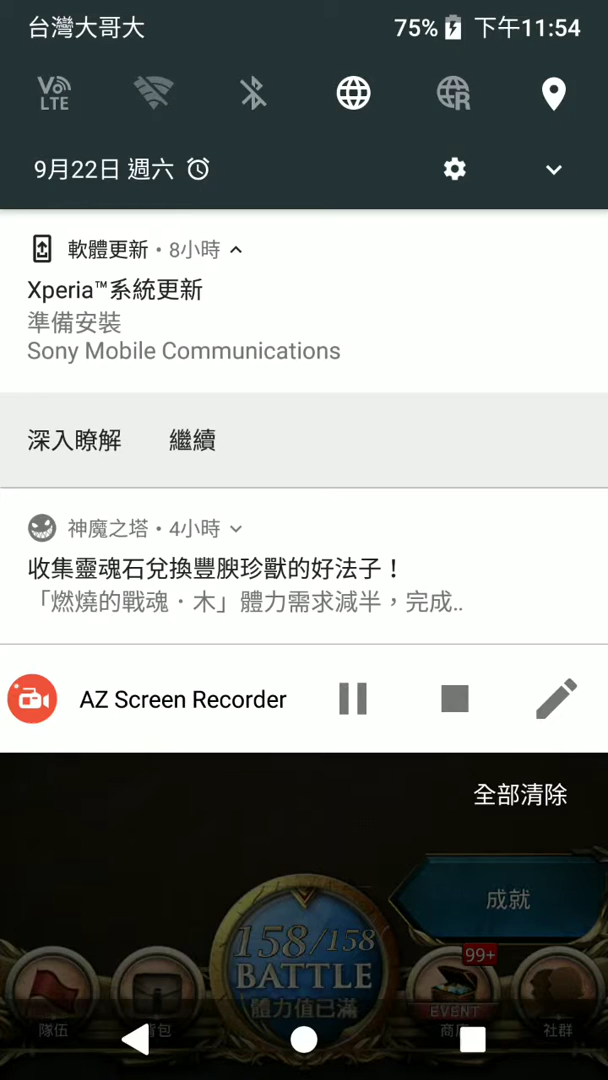 台灣大哥大 75% 下午11:54
Vo LTE R
9月22日 週六
軟體更新 • 8小時
Xperia™系統更新
準備安裝
Sony Mobile Communications
深入瞭解 繼續
神魔之塔 • 4小時
收集靈魂石兌換豐腴珍獸的好法子！
「燃燒的戰魂．木」體力需求減半，完成..
AZ Screen Recorder
全部清除
成就
158/158
BATTLE
體力值已滿
99+
EVENT
隊伍 背包 商 社群